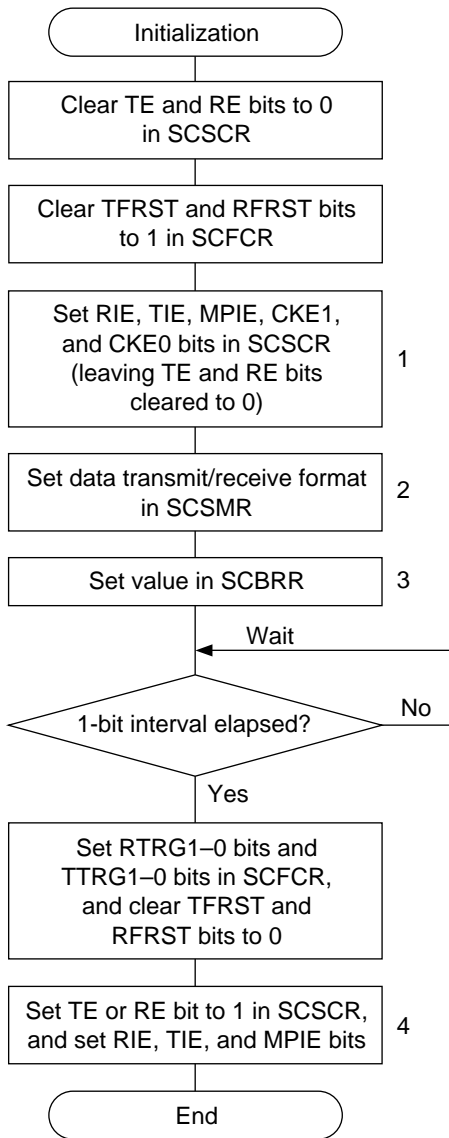 Initialization
Clear TE and RE bits to 0
in SCSCR
Clear TFRST and RFRST bits
to 1 in SCFCR
Set RIE, TIE, MPIE, CKE1,
and CKE0 bits in SCSCR
(leaving TE and RE bits
cleared to 0)
1
Set data transmit/receive format
in SCSMR
2
Set value in SCBRR
3
Wait
1-bit interval elapsed?
No
Yes
Set RTRG1–0 bits and
TTRG1–0 bits in SCFCR,
and clear TFRST and
RFRST bits to 0
Set TE or RE bit to 1 in SCSCR,
and set RIE, TIE, and MPIE bits
4
End